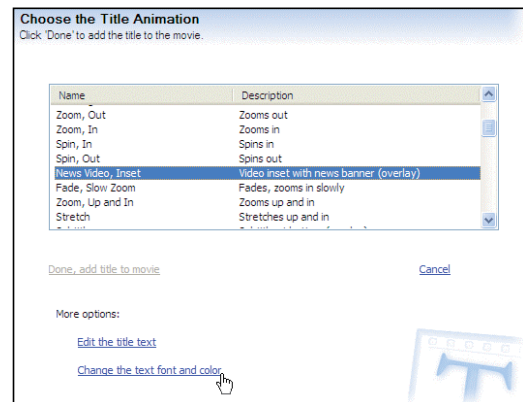 Choose the Title Animation
Click 'Done' to add the title to the movie.
Name Description
Zoom, Out Zooms out
Zoom, In Zooms in
Spin, In Spins in
Spin, Out Spins out
News Video, Inset Video inset with news banner (overlay)
Fade, Slow Zoom Fades, zooms in slowly
Zoom, Up and In Zooms up and in
Stretch Stretches up and in
Done, add title to movie Cancel
More options:
Edit the title text
Change the text font and color